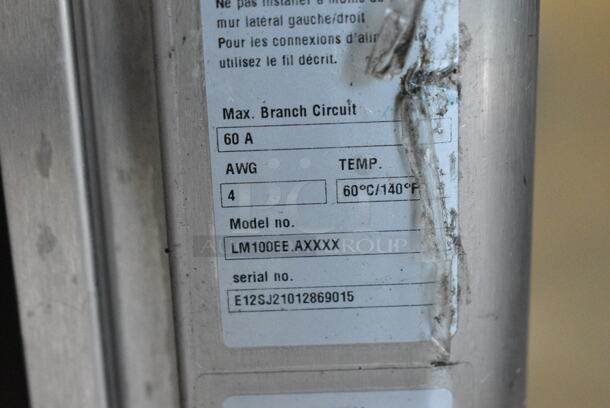 Ne pas installer à moins de
mur latéral gauche/droit
Pour les connexions d'alim
utilisez le fil décrit.
Max. Branch Circuit
60 A
AWG
TEMP.
4
60°C/140°F
Model no.
LM100EE.AXXXX
serial no.
E12SJ21012869015